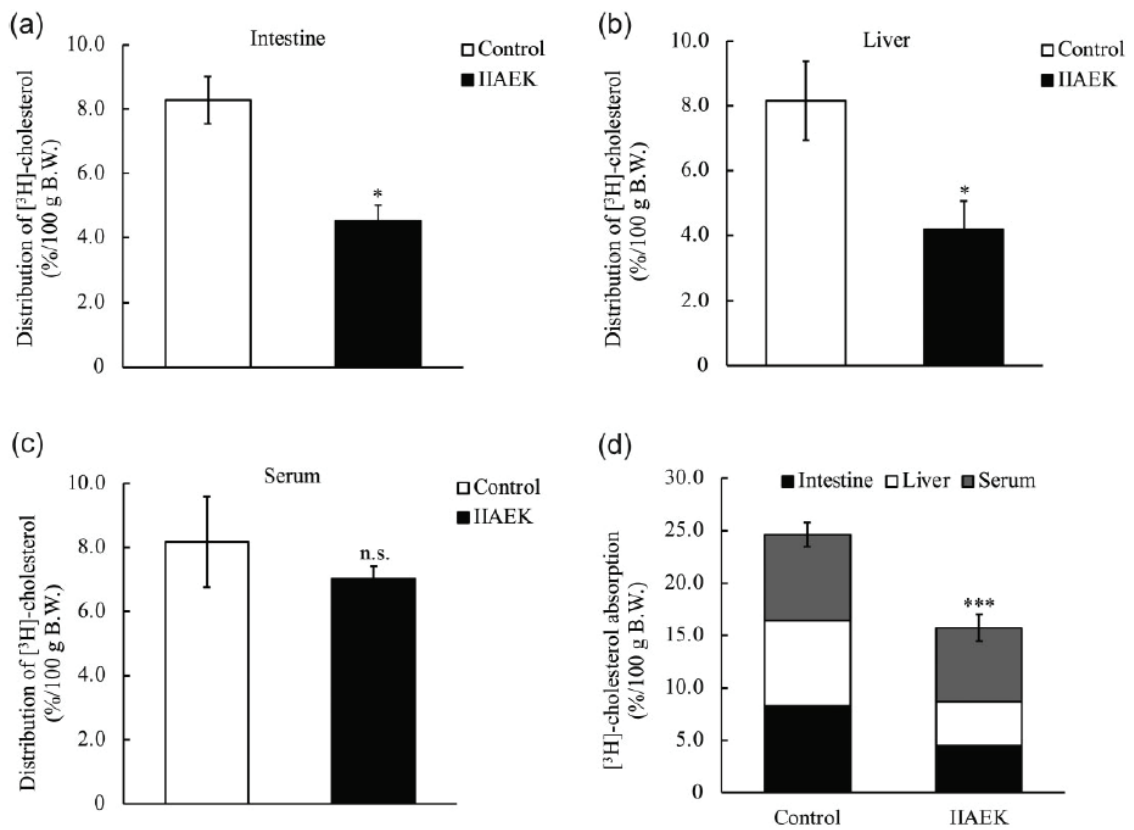 (a)
Intestine
Control
IIAEK
Distribution of [³H]-cholesterol
(%/100 g B.W.)
10.0
8.0
6.0
4.0
2.0
0
*
(b)
Liver
Control
IIAEK
Distribution of [³H]-cholesterol
(%/100 g B.W.)
10.0
8.0
6.0
4.0
2.0
0
*
(c)
Serum
Control
IIAEK
Distribution of [³H]-cholesterol
(%/100 g B.W.)
10.0
8.0
6.0
4.0
2.0
0
n.s.
(d)
Intestine Liver Serum
[³H]-cholesterol absorption
(%/100 g B.W.)
30.0
25.0
20.0
15.0
10.0
5.0
0
***
Control IIAEK